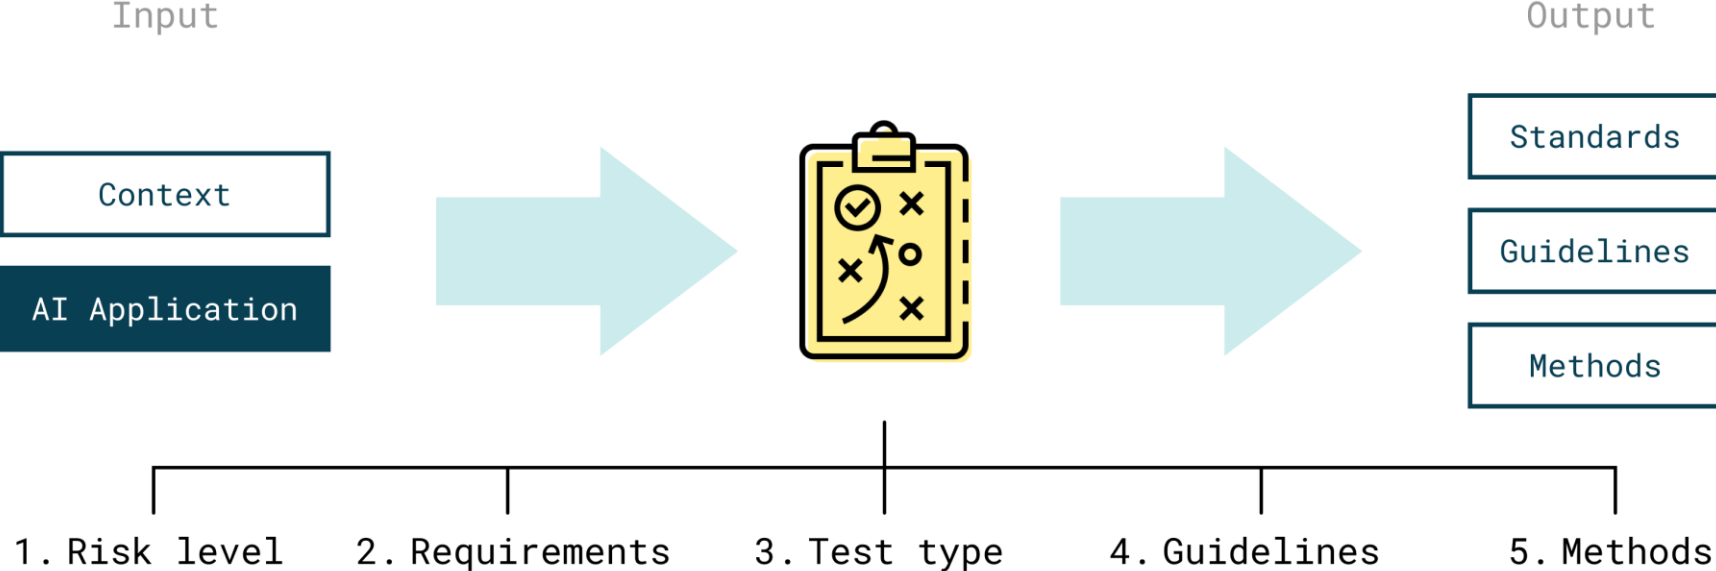 Input
Output
Context
AI Application
Standards
Guidelines
Methods
1. Risk level
2. Requirements
3. Test type
4. Guidelines
5. Methods